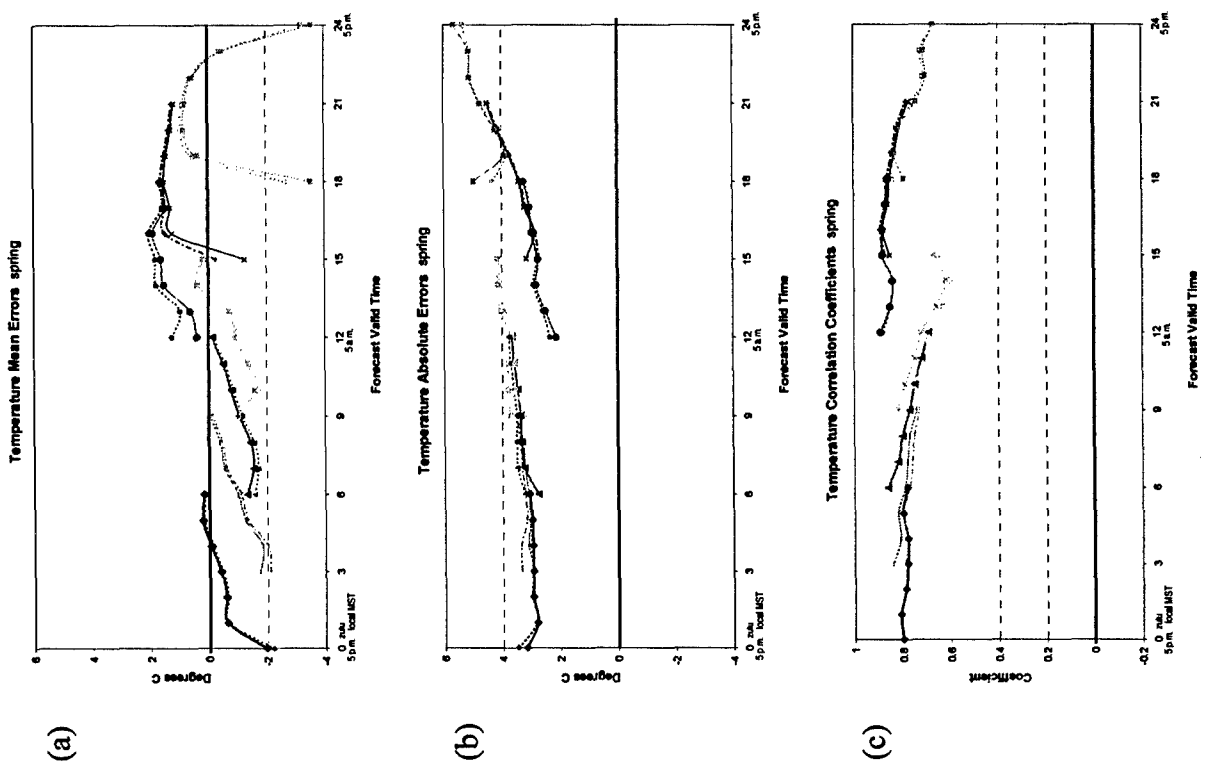 (a)
Temperature Mean Errors spring
Degrees C
6
4
2
0
-2
-4
0 zulu 3 6 9 12 15 18 21 24
5 p.m. local MST 5 a.m. 5 p.m.
Forecast Valid Time
(b)
Temperature Absolute Errors spring
Degrees C
6
4
2
0
-2
-4
0 zulu 3 6 9 12 15 18 21 24
5 p.m. local MST 5 a.m. 5 p.m.
Forecast Valid Time
(c)
Temperature Correlation Coefficients spring
Coefficient
1
0.8
0.6
0.4
0.2
0
-0.2
0 zulu 3 6 9 12 15 18 21 24
5 p.m. local MST 5 a.m. 5 p.m.
Forecast Valid Time